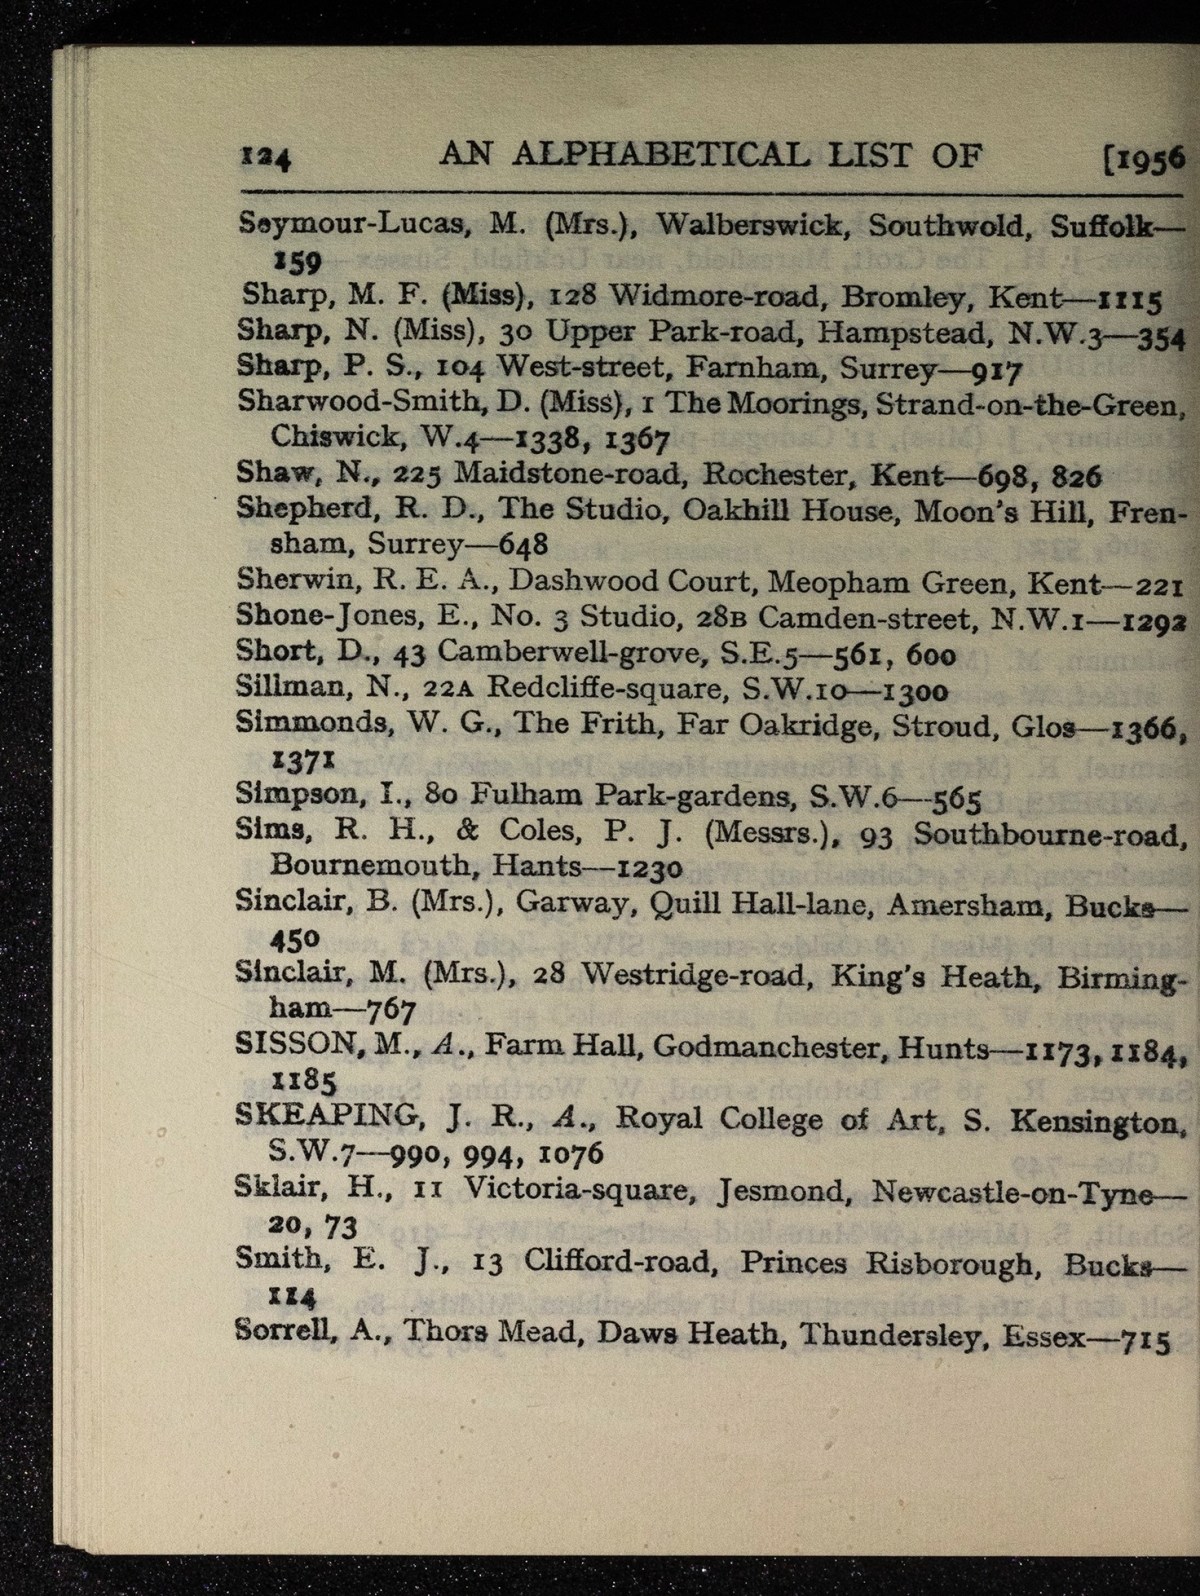 124 AN ALPHABETICAL LIST OF [1956
Seymour-Lucas, M. (Mrs.), Walberswick, Southwold, Suffolk—
159
Sharp, M. F. (Miss), 128 Widmore-road, Bromley, Kent—1115
Sharp, N. (Miss), 30 Upper Park-road, Hampstead, N.W.3—354
Sharp, P. S., 104 West-street, Farnham, Surrey—917
Sharwood-Smith, D. (Miss), 1 The Moorings, Strand-on-the-Green,
Chiswick, W.4—1338, 1367
Shaw, N., 225 Maidstone-road, Rochester, Kent—698, 826
Shepherd, R. D., The Studio, Oakhill House, Moon's Hill, Fren-
sham, Surrey—648
Sherwin, R. E. A., Dashwood Court, Meopham Green, Kent—221
Shone-Jones, E., No. 3 Studio, 28B Camden-street, N.W.1—1292
Short, D., 43 Camberwell-grove, S.E.5—561, 600
Sillman, N., 22A Redcliffe-square, S.W.10—1300
Simmonds, W. G., The Frith, Far Oakridge, Stroud, Glos—1366,
1371
Simpson, I., 80 Fulham Park-gardens, S.W.6—565
Sims, R. H., & Coles, P. J. (Messrs.), 93 Southbourne-road,
Bournemouth, Hants—1230
Sinclair, B. (Mrs.), Garway, Quill Hall-lane, Amersham, Bucks—
450
Sinclair, M. (Mrs.), 28 Westridge-road, King's Heath, Birming-
ham—767
SISSON, M., A., Farm Hall, Godmanchester, Hunts—1173, 1184,
1185
SKEAPING, J. R., A., Royal College of Art, S. Kensington,
S.W.7—990, 994, 1076
Sklair, H., 11 Victoria-square, Jesmond, Newcastle-on-Tyne—
20, 73
Smith, E. J., 13 Clifford-road, Princes Risborough, Bucks—
114
Sorrell, A., Thors Mead, Daws Heath, Thundersley, Essex—715